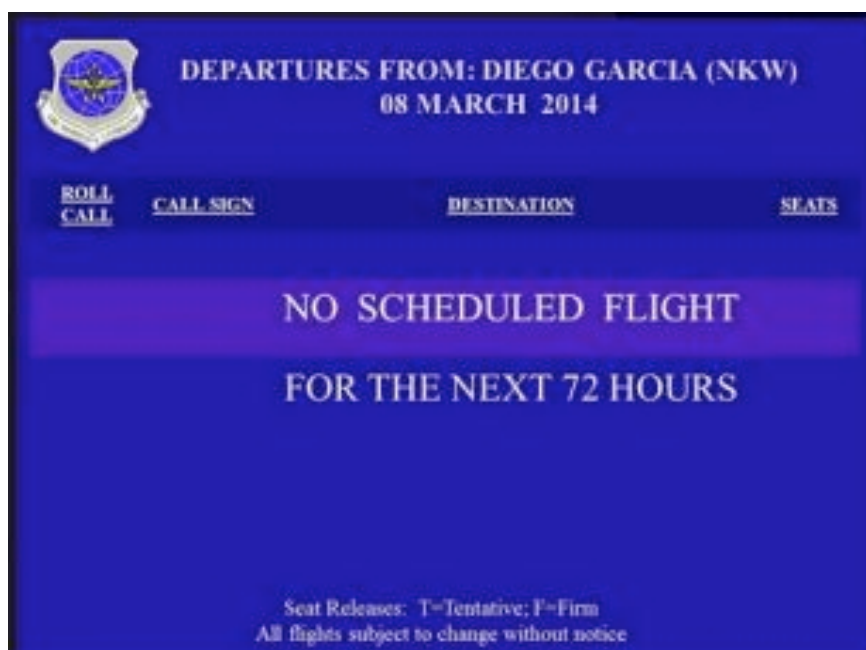 DEPARTURES FROM: DIEGO GARCIA (NKW)
08 MARCH 2014
ROLL CALL CALL SIGN DESTINATION SEATS
NO SCHEDULED FLIGHT
FOR THE NEXT 72 HOURS
Seat Releases: T=Tentative; F=Firm
All flights subject to change without notice